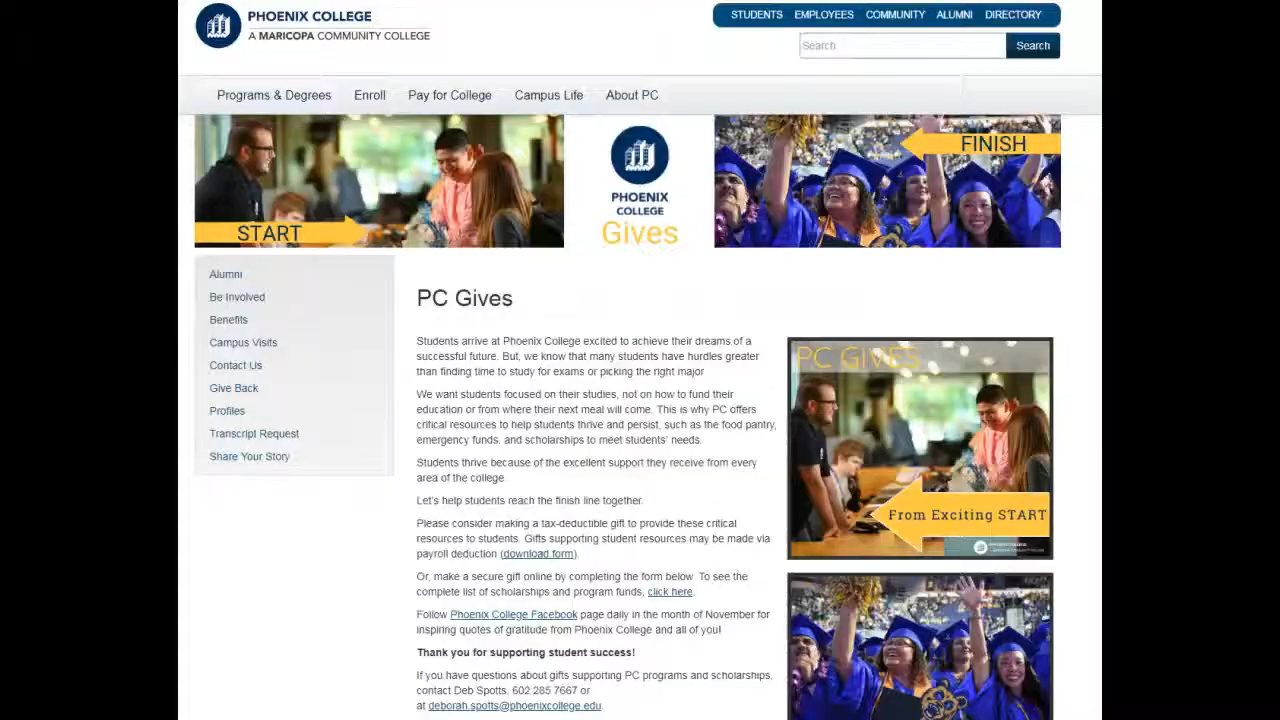 PHOENIX COLLEGE
A MARICOPA COMMUNITY COLLEGE
STUDENTS EMPLOYEES COMMUNITY ALUMNI DIRECTORY
Search Search
Programs & Degrees Enroll Pay for College Campus Life About PC
START
PHOENIX
COLLEGE
Gives
FINISH
Alumni
Be Involved
Benefits
Campus Visits
Contact Us
Give Back
Profiles
Transcript Request
Share Your Story
PC Gives
Students arrive at Phoenix College excited to achieve their dreams of a
successful future. But, we know that many students have hurdles greater
than finding time to study for exams or picking the right major
We want students focused on their studies, not on how to fund their
education or from where their next meal will come. This is why PC offers
critical resources to help students thrive and persist, such as the food pantry,
emergency funds, and scholarships to meet students' needs.
Students thrive because of the excellent support they receive from every
area of the college.
Let's help students reach the finish line together.
Please consider making a tax-deductible gift to provide these critical
resources to students. Gifts supporting student resources may be made via
payroll deduction (download form).
Or, make a secure gift online by completing the form below. To see the
complete list of scholarships and program funds, click here.
Follow Phoenix College Facebook page daily in the month of November for
inspiring quotes of gratitude from Phoenix College and all of you!
Thank you for supporting student success!
If you have questions about gifts supporting PC programs and scholarships,
contact Deb Spotts, 602 285 7667 or
at deborah.spotts@phoenixcollege.edu.
PC GIVES
From Exciting START